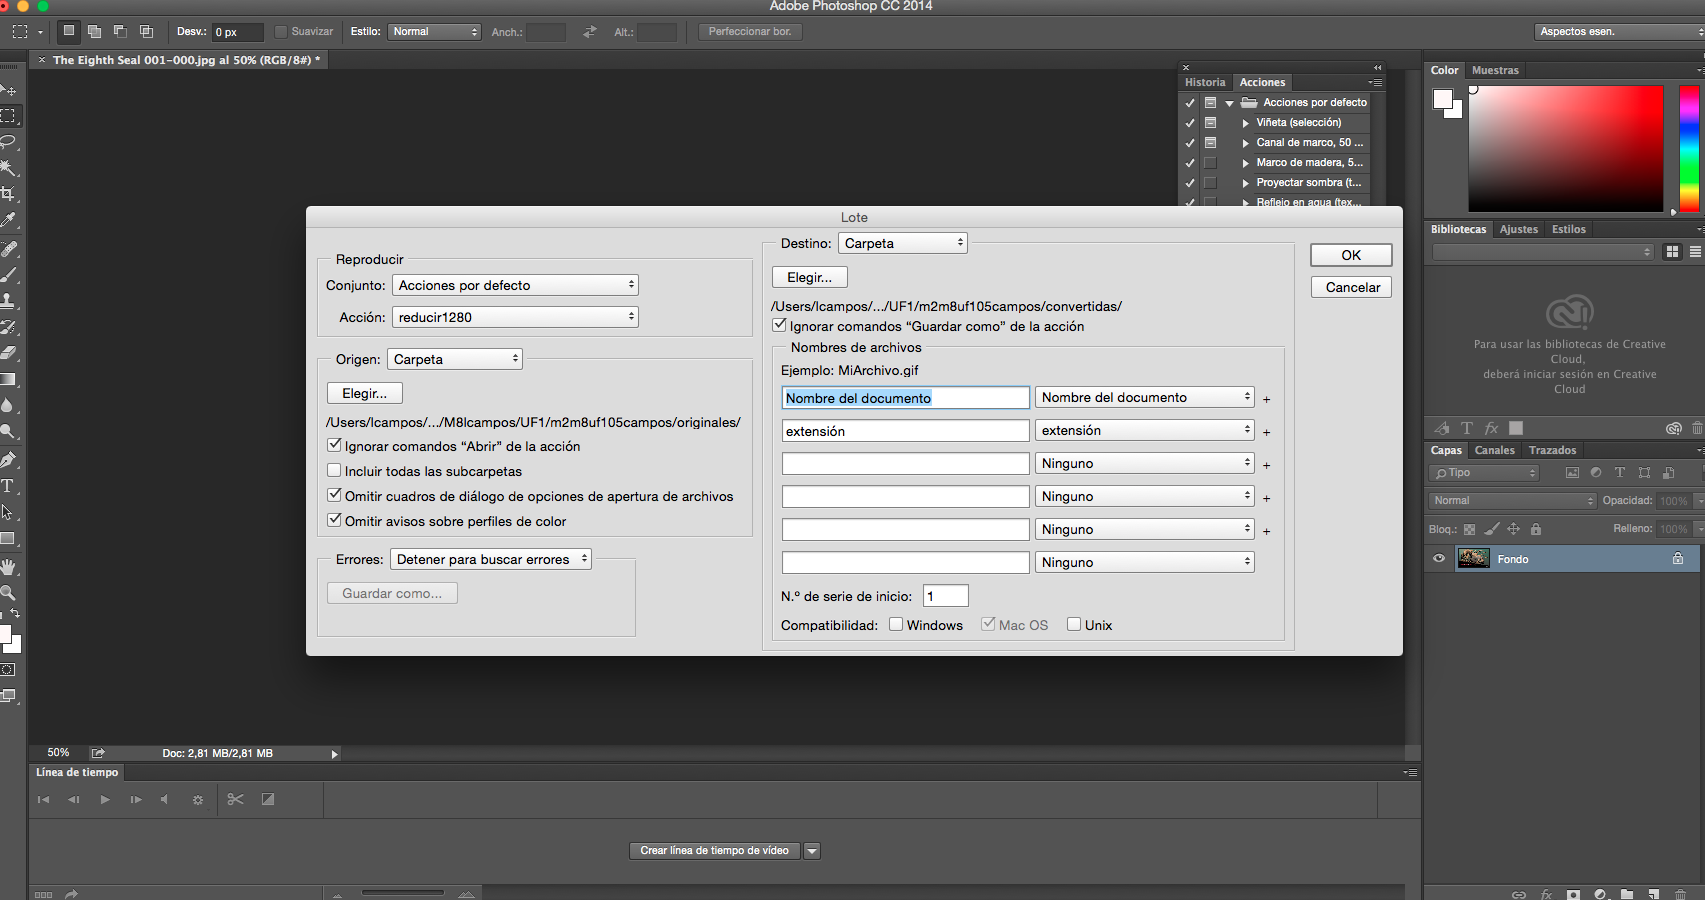 Adobe Photoshop CC 2014
Desv.: 0 px Suavizar Estilo: Normal Anch.: Alt.: Perfeccionar bor. Aspectos esen.
× The Eighth Seal 001-000.jpg al 50% (RGB/8#) *
Historia Acciones
Acciones por defecto
Viñeta (selección)
Canal de marco, 50 ...
Marco de madera, 5...
Proyectar sombra (t...
Reflejo en agua (tex...
Color Muestras
Bibliotecas Ajustes Estilos
Para usar las bibliotecas de Creative
Cloud,
deberá iniciar sesión en Creative
Cloud
Capas Canales Trazados
Tipo
Normal Opacidad: 100%
Bloq.: Relleno: 100%
Fondo
Lote
Reproducir
Conjunto: Acciones por defecto
Acción: reducir1280
Origen: Carpeta
Elegir...
/Users/lcampos/.../M8lcampos/UF1/m2m8uf105campos/originales/
Ignorar comandos “Abrir” de la acción
Incluir todas las subcarpetas
Omitir cuadros de diálogo de opciones de apertura de archivos
Omitir avisos sobre perfiles de color
Errores: Detener para buscar errores
Guardar como...
Destino: Carpeta
Elegir...
/Users/lcampos/.../UF1/m2m8uf105campos/convertidas/
Ignorar comandos “Guardar como” de la acción
Nombres de archivos
Ejemplo: MiArchivo.gif
Nombre del documento Nombre del documento +
extensión extensión +
Ninguno +
Ninguno +
Ninguno +
Ninguno
N.º de serie de inicio: 1
Compatibilidad: Windows Mac OS Unix
OK
Cancelar
50% Doc: 2,81 MB/2,81 MB
Línea de tiempo
Crear línea de tiempo de vídeo